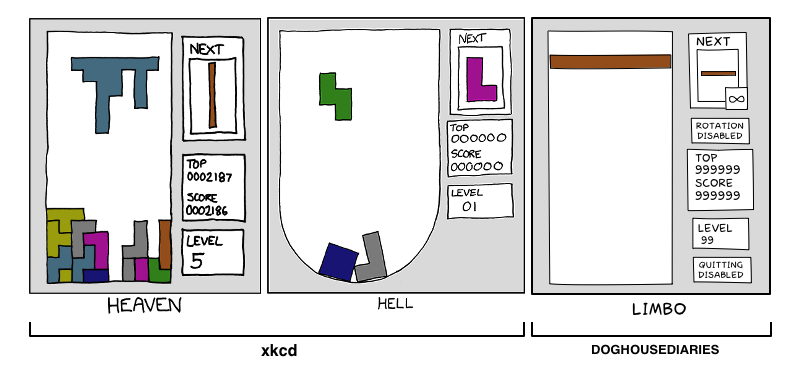 NEXT
TOP
0002187
SCORE
0002186
LEVEL
5
HEAVEN
NEXT
TOP
000000
SCORE
000000
LEVEL
01
HELL
NEXT
∞
ROTATION
DISABLED
TOP
999999
SCORE
999999
LEVEL
99
QUITTING
DISABLED
LIMBO
xkcd
DOGHOUSEDIARIES